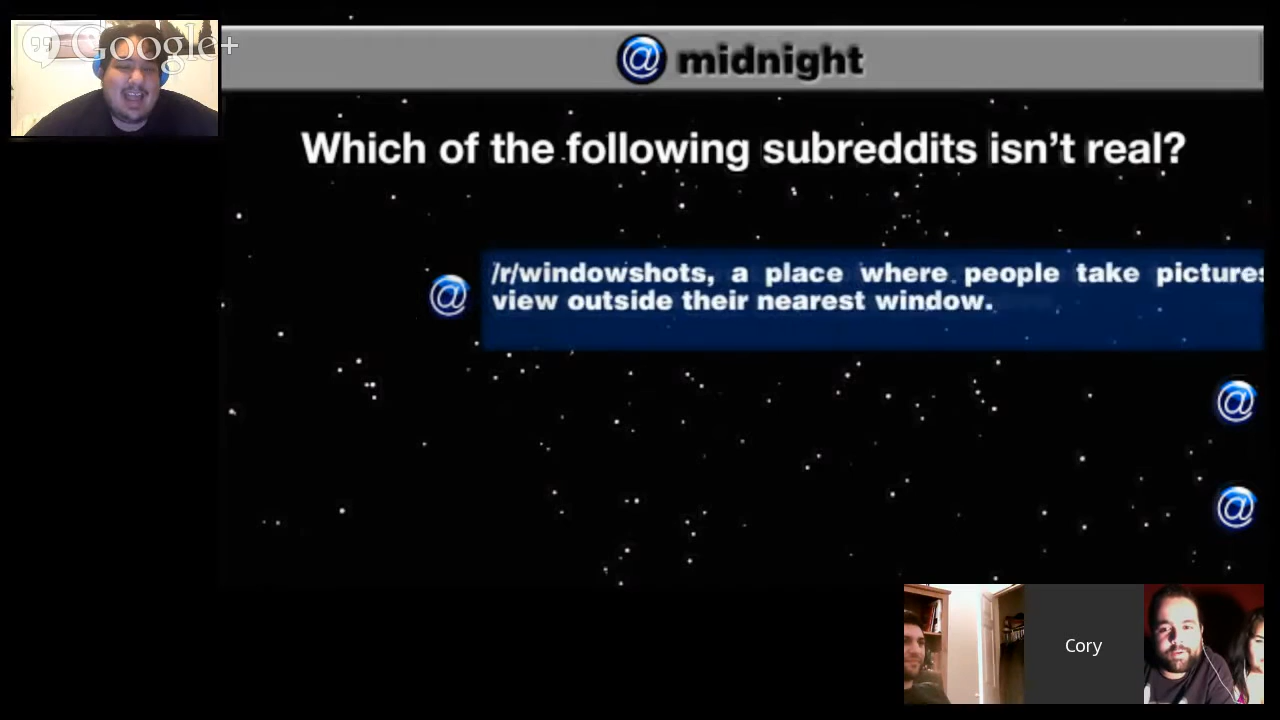 Google+
@ midnight
Which of the following subreddits isn't real?
@ /r/windowshots, a place where people take pictures
view outside their nearest window.
@
@
Cory